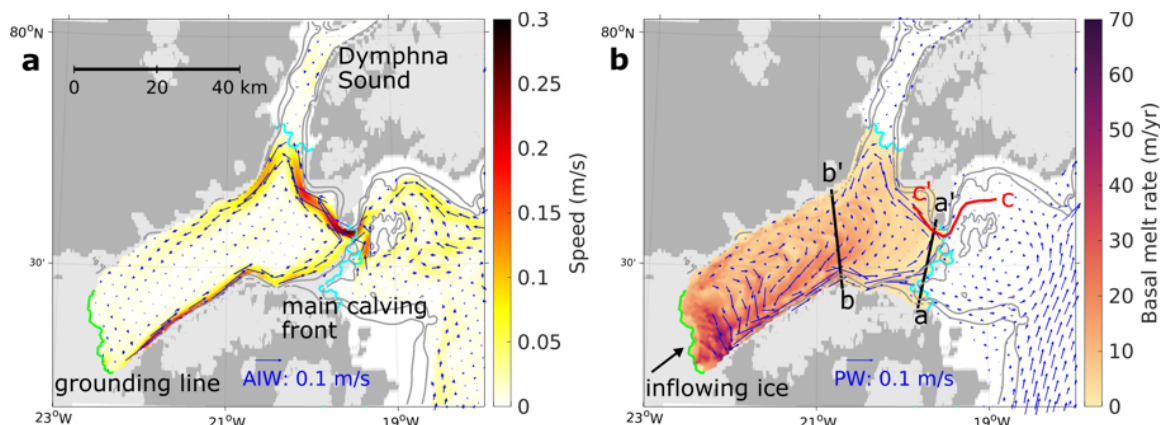 80°N
a
0
20
40 km
Dymphna
Sound
main calving
front
grounding line
AIW: 0.1 m/s
3'
23°W
21°W
19°W
0.3
0.25
0.2
0.15
0.1
0.05
0
Speed (m/s)
80°N
b
b'
c'
a'
c
b
a
inflowing ice
PW: 0.1 m/s
3'
23°W
21°W
19°W
70
60
50
40
30
20
10
0
Basal melt rate (m/yr)